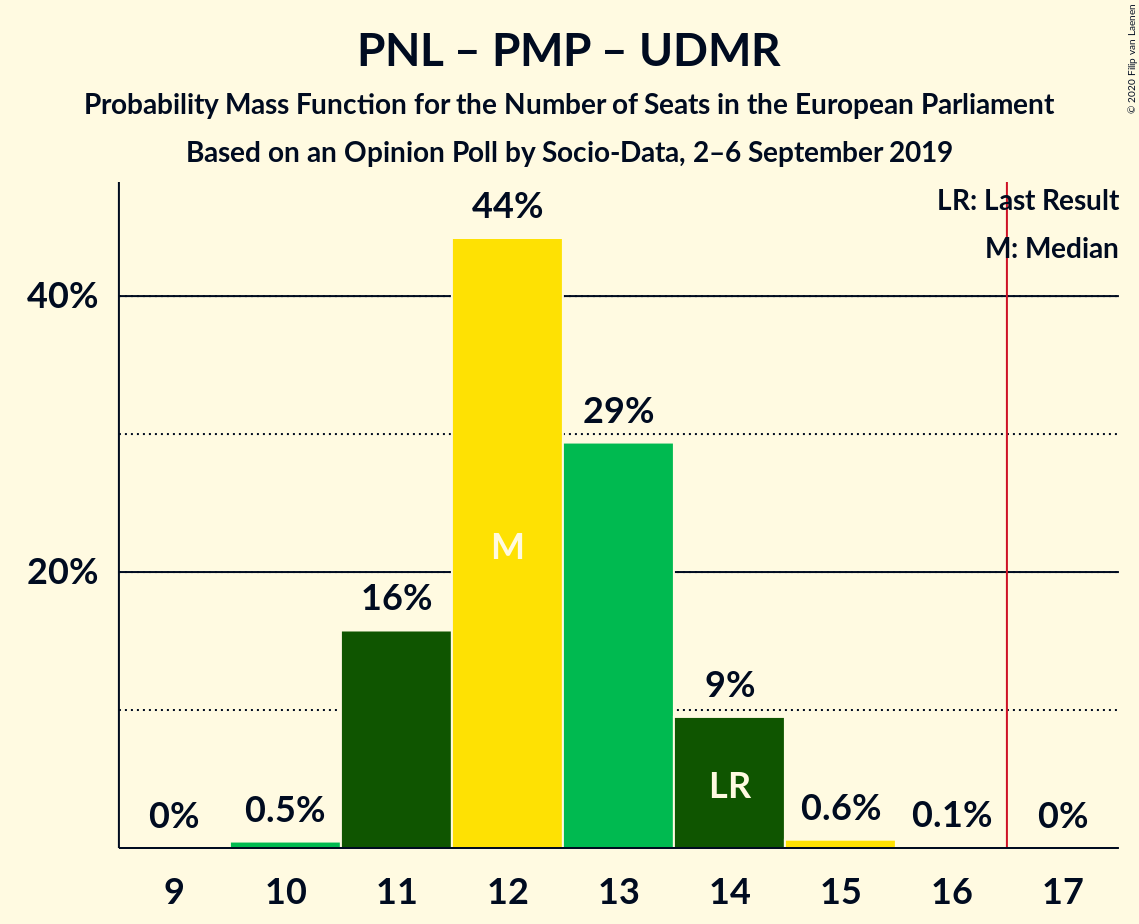 PNL – PMP – UDMR
Probability Mass Function for the Number of Seats in the European Parliament
Based on an Opinion Poll by Socio-Data, 2–6 September 2019
© 2020 Filip van Laenen
LR: Last Result
M: Median
40%
20%
0%
0.5%
16%
44%
29%
9%
0.6%
0.1%
0%
M
LR
9 10 11 12 13 14 15 16 17